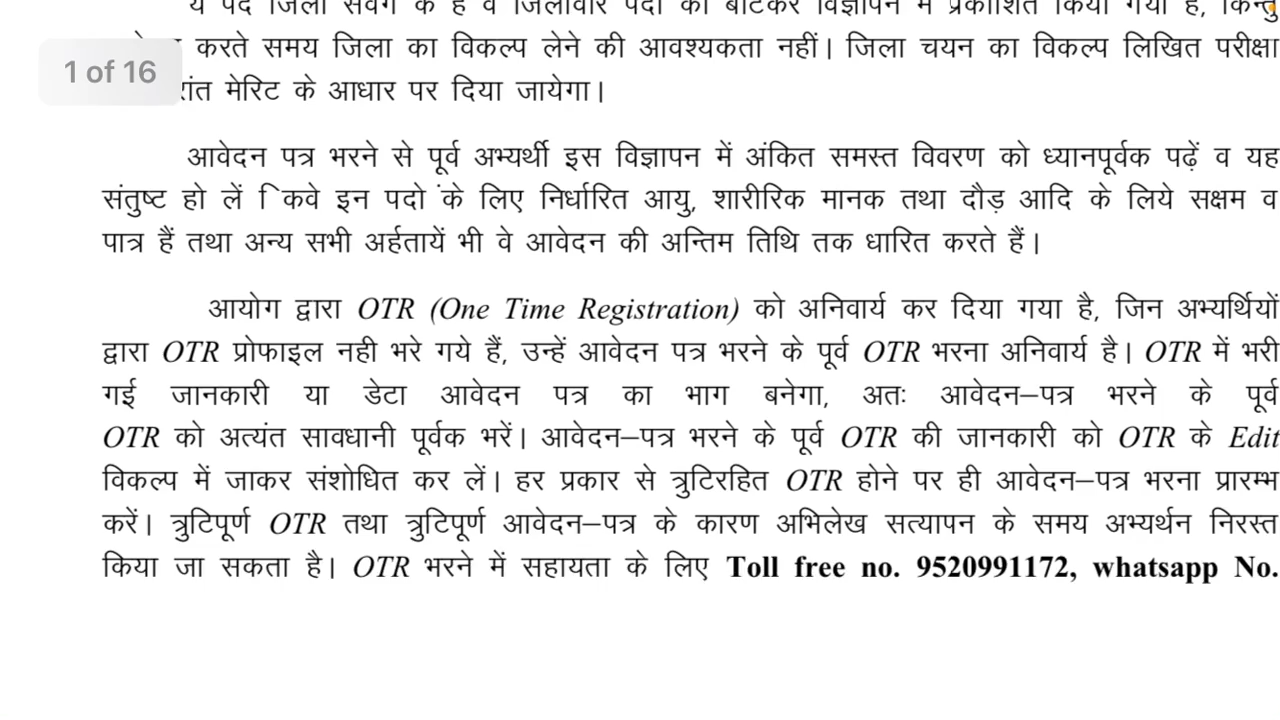 ये पद जिला संवर्ग के हैं व जिलावार पदों को बांटकर विज्ञापन में प्रकाशित किया गया है, किन्तु
करते समय जिला का विकल्प लेने की आवश्यकता नहीं। जिला चयन का विकल्प लिखित परीक्षा
1 of 16
रांत मेरिट के आधार पर दिया जायेगा।
आवेदन पत्र भरने से पूर्व अभ्यर्थी इस विज्ञापन में अंकित समस्त विवरण को ध्यानपूर्वक पढ़ें व यह
संतुष्ट हो लें कि वे इन पदों के लिए निर्धारित आयु, शारीरिक मानक तथा दौड़ आदि के लिये सक्षम व
पात्र हैं तथा अन्य सभी अर्हतायें भी वे आवेदन की अन्तिम तिथि तक धारित करते हैं।
आयोग द्वारा OTR (One Time Registration) को अनिवार्य कर दिया गया है, जिन अभ्यर्थियों
द्वारा OTR प्रोफाइल नही भरे गये हैं, उन्हें आवेदन पत्र भरने के पूर्व OTR भरना अनिवार्य है। OTR में भरी
गई जानकारी या डेटा आवेदन पत्र का भाग बनेगा, अतः आवेदन–पत्र भरने के पूर्व
OTR को अत्यंत सावधानी पूर्वक भरें। आवेदन–पत्र भरने के पूर्व OTR की जानकारी को OTR के Edit
विकल्प में जाकर संशोधित कर लें। हर प्रकार से त्रुटिरहित OTR होने पर ही आवेदन–पत्र भरना प्रारम्भ
करें। त्रुटिपूर्ण OTR तथा त्रुटिपूर्ण आवेदन–पत्र के कारण अभिलेख सत्यापन के समय अभ्यर्थन निरस्त
किया जा सकता है। OTR भरने में सहायता के लिए Toll free no. 9520991172, whatsapp No.